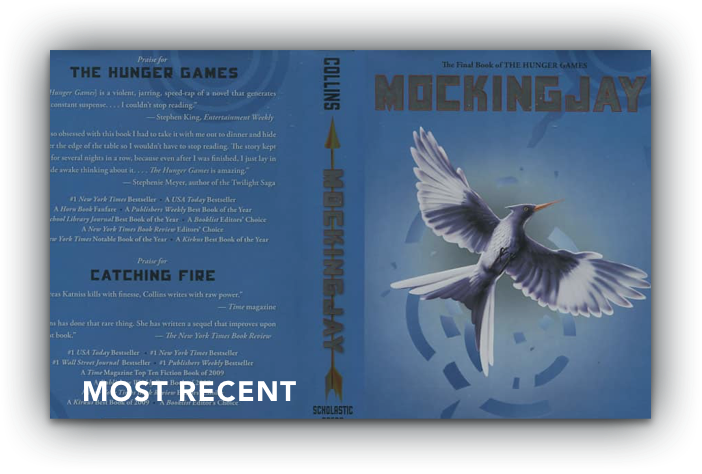 Praise for
THE HUNGER GAMES
Hunger Games] is a violent, jarring, speed-rap of a novel that generates
constant suspense. . . . I couldn't stop reading."
— Stephen King, Entertainment Weekly
so obsessed with this book I had to take it with me out to dinner and hide
the edge of the table so I wouldn't have to stop reading. The story kept
for several nights in a row, because even after I was finished, I just lay in
awake thinking about it. . . . The Hunger Games is amazing."
— Stephenie Meyer, author of the Twilight Saga
#1 New York Times Bestseller • A USA Today Bestseller
A Horn Book Fanfare • A Publishers Weekly Best Book of the Year
School Library Journal Best Book of the Year • A Booklist Editors' Choice
A New York Times Book Review Editors' Choice
New York Times Notable Book of the Year • A Kirkus Best Book of the Year
Praise for
CATCHING FIRE
Katniss kills with finesse, Collins writes with raw power."
— Time magazine
has done that rare thing. She has written a sequel that improves upon
book." — The New York Times Book Review
#1 USA Today Bestseller • #1 New York Times Bestseller
#1 Wall Street Journal Bestseller • #1 Publishers Weekly Bestseller
A Time Magazine Top Ten Fiction Book of 2009
MOST RECENT
A Kirkus Best Book of 2009 • A Booklist Editor's Choice
COLLINS
MOCKINGJAY
SCHOLASTIC
The Final Book of THE HUNGER GAMES
MOCKINGJAY